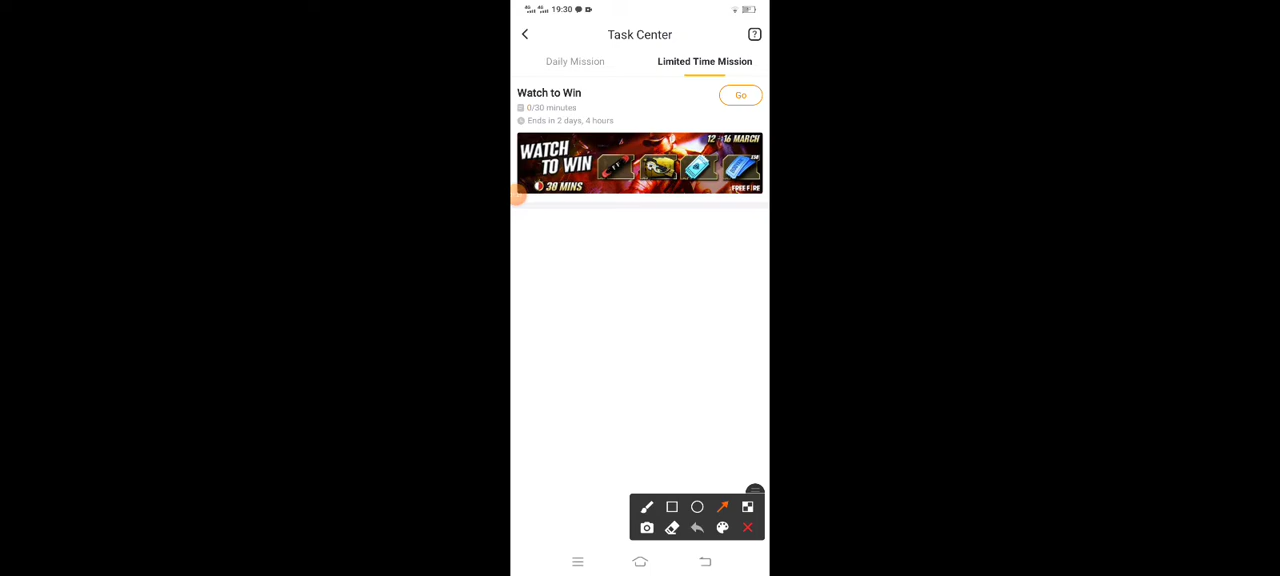 19:30
Task Center
Daily Mission
Limited Time Mission
Watch to Win
Go
0/30 minutes
Ends in 2 days, 4 hours
12 - 16 MARCH
WATCH
TO WIN
30 MINS
FREE FIRE